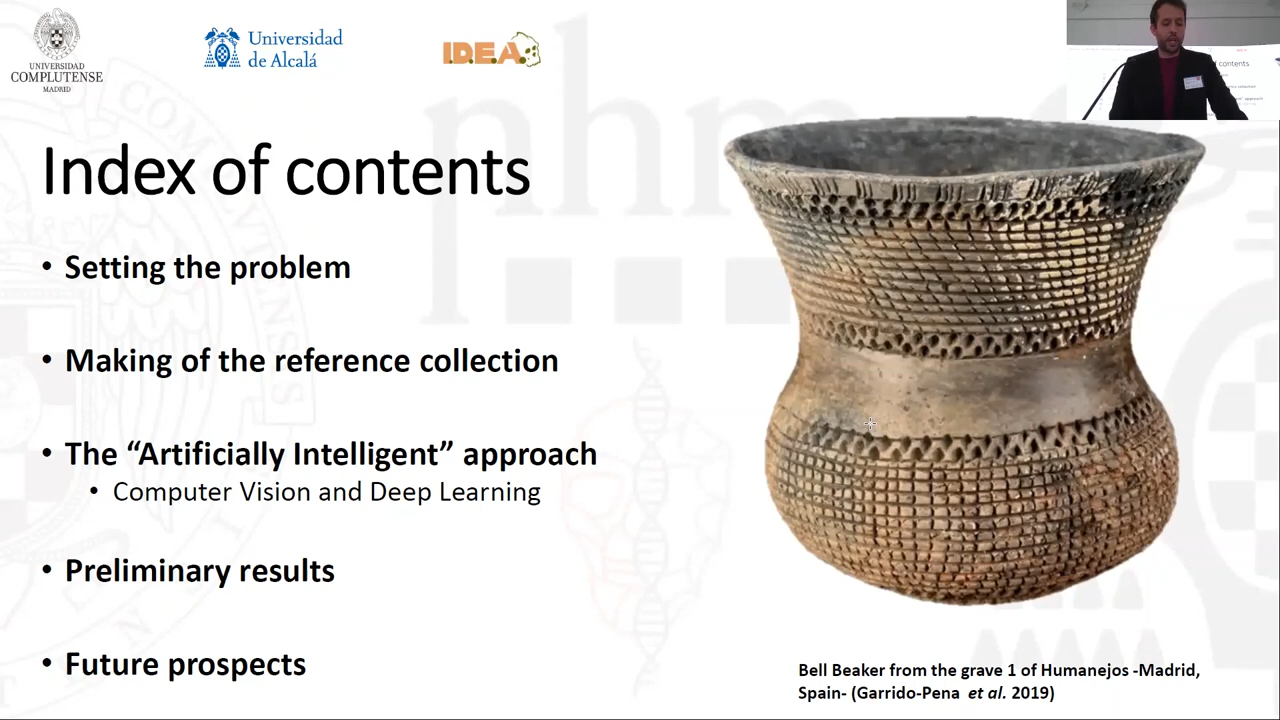 UNIVERSIDAD
COMPLUTENSE
MADRID
Universidad
de Alcalá
I.D.E.A.
Index of contents
• Setting the problem
• Making of the reference collection
• The “Artificially Intelligent” approach
• Computer Vision and Deep Learning
• Preliminary results
• Future prospects
Bell Beaker from the grave 1 of Humanejos -Madrid,
Spain- (Garrido-Pena et al. 2019)